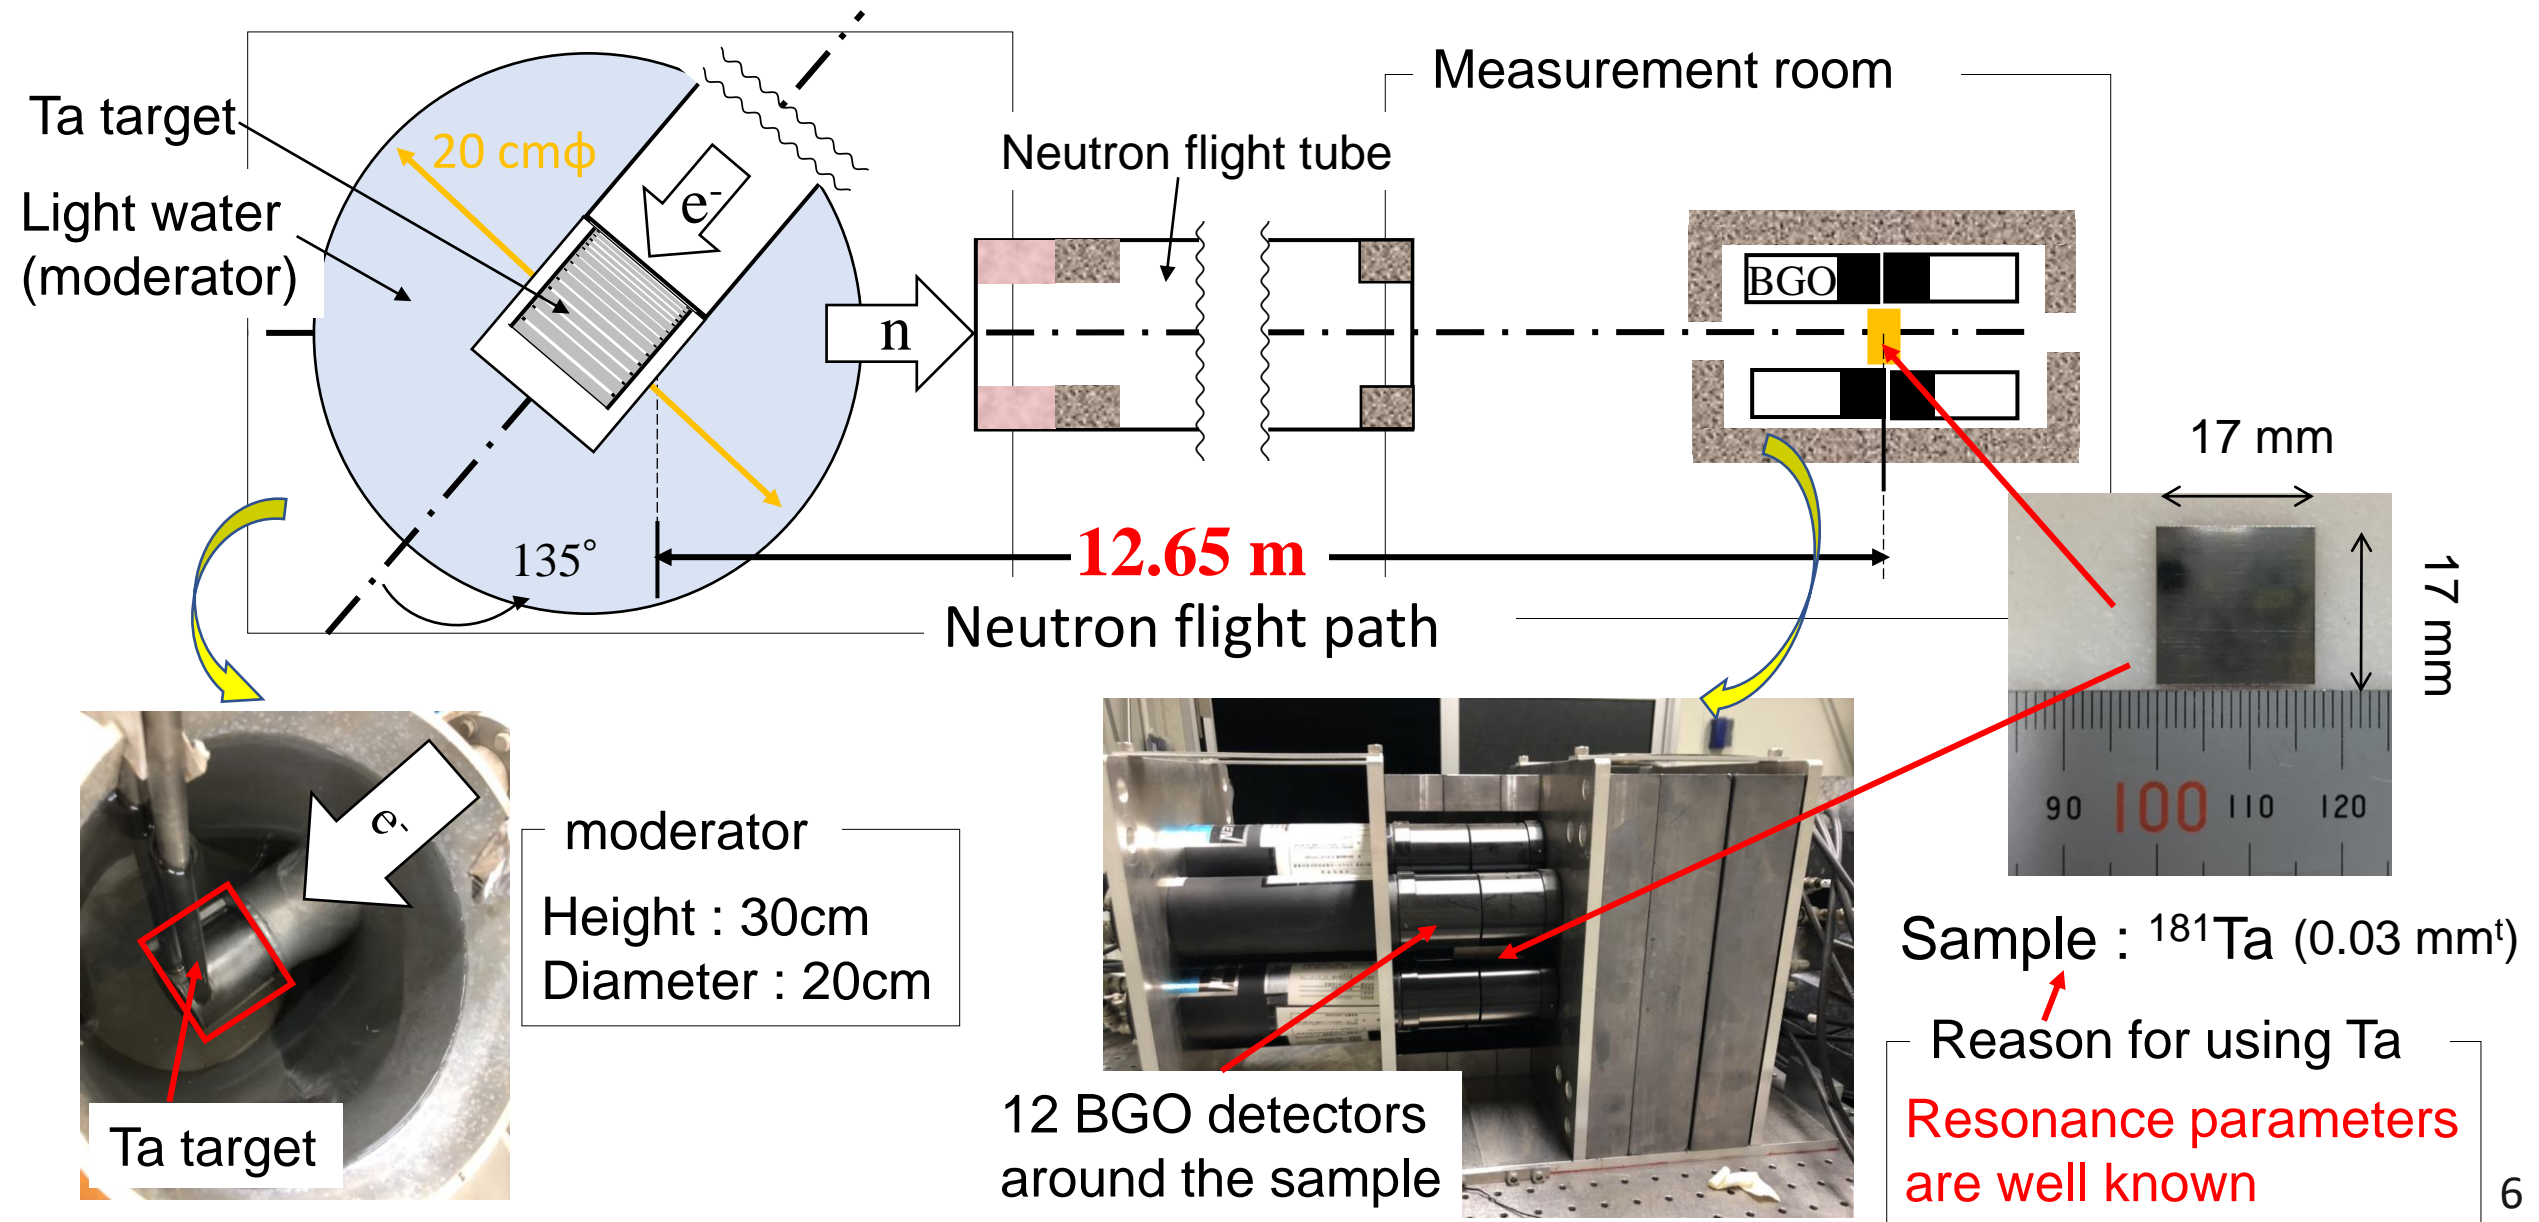 Measurement room
Ta target
20 cmϕ
Neutron flight tube
Light water
(moderator)
e-
n
BGO
17 mm
17 mm
135°
12.65 m
Neutron flight path
90 100 110 120
e-
moderator
Height : 30cm
Diameter : 20cm
Ta target
12 BGO detectors
around the sample
Sample : ¹⁸¹Ta (0.03 mmᵗ)
Reason for using Ta
Resonance parameters
are well known
6